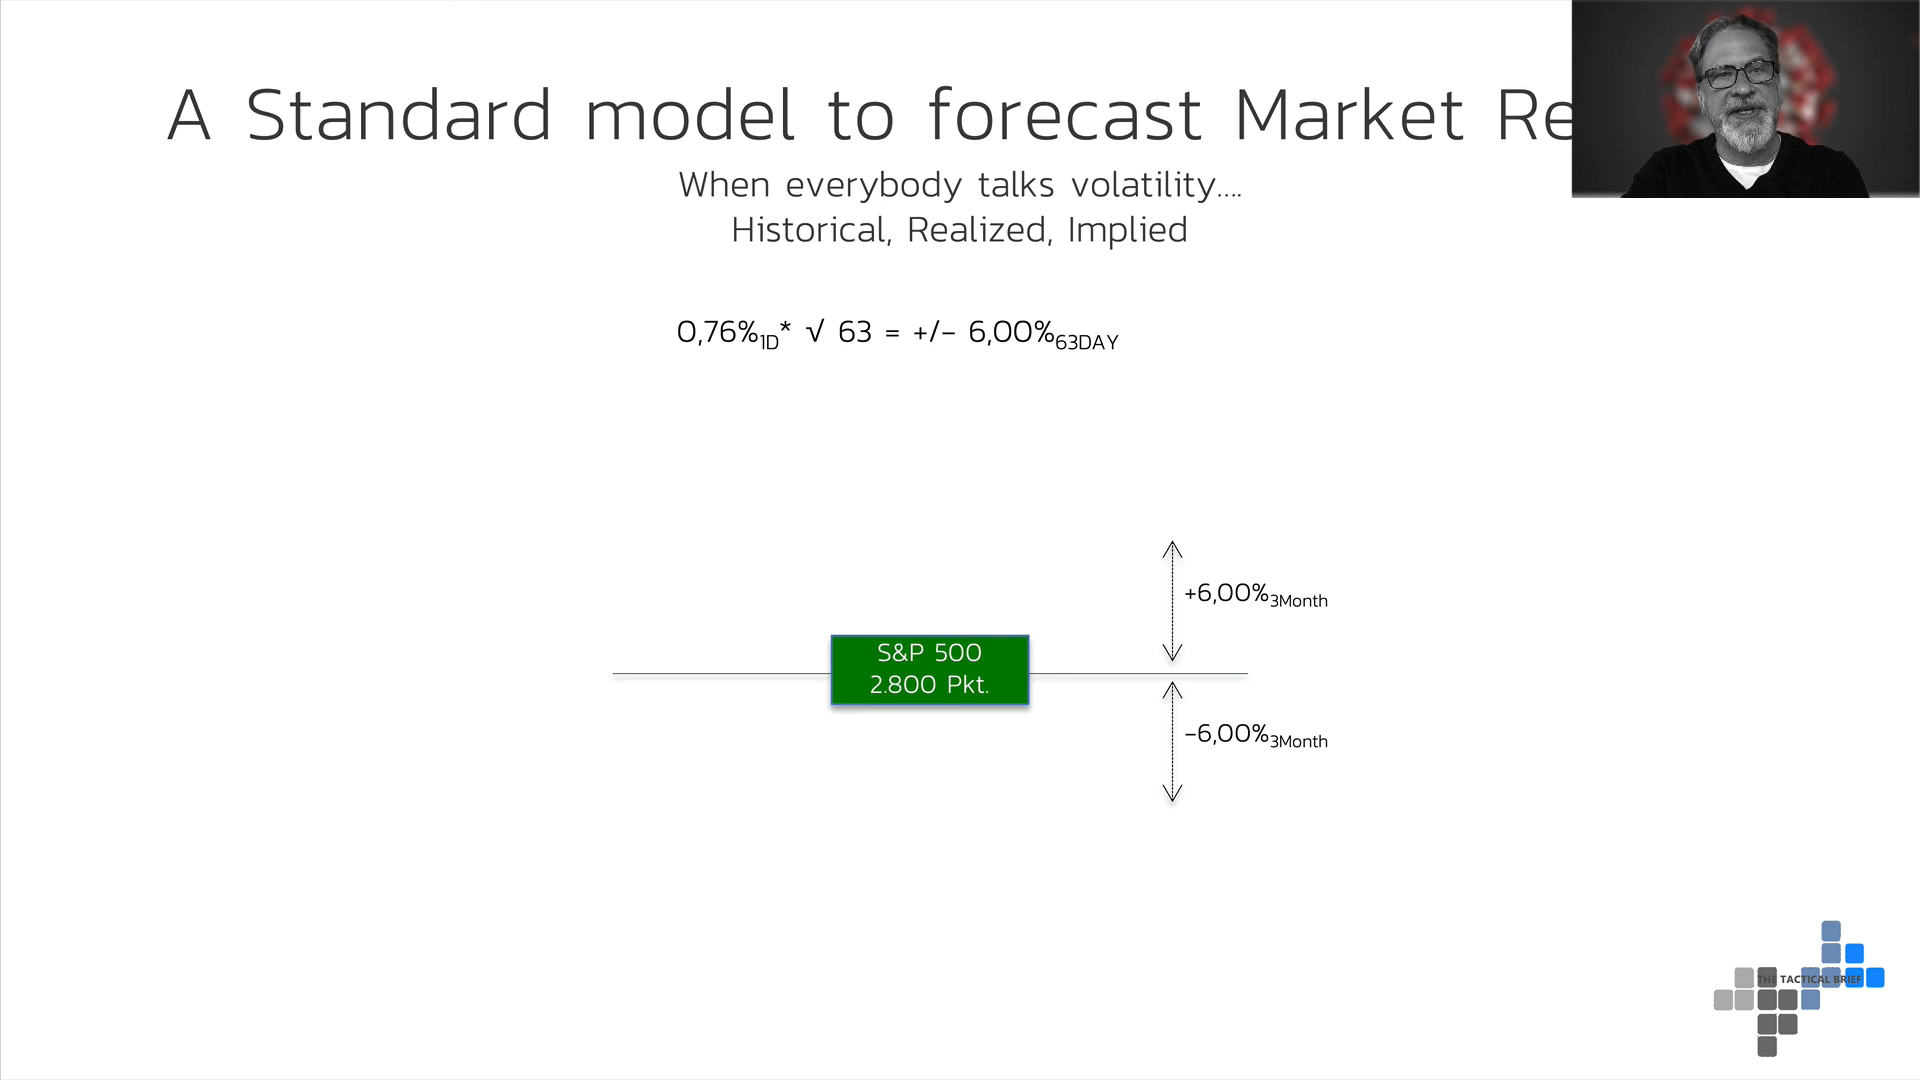 A Standard model to forecast Market Re
When everybody talks volatility....
Historical, Realized, Implied
0,76%1D* √ 63 = +/- 6,00%63DAY
+6,00%3Month
S&P 500
2.800 Pkt.
-6,00%3Month
THE TACTICAL BRIEF